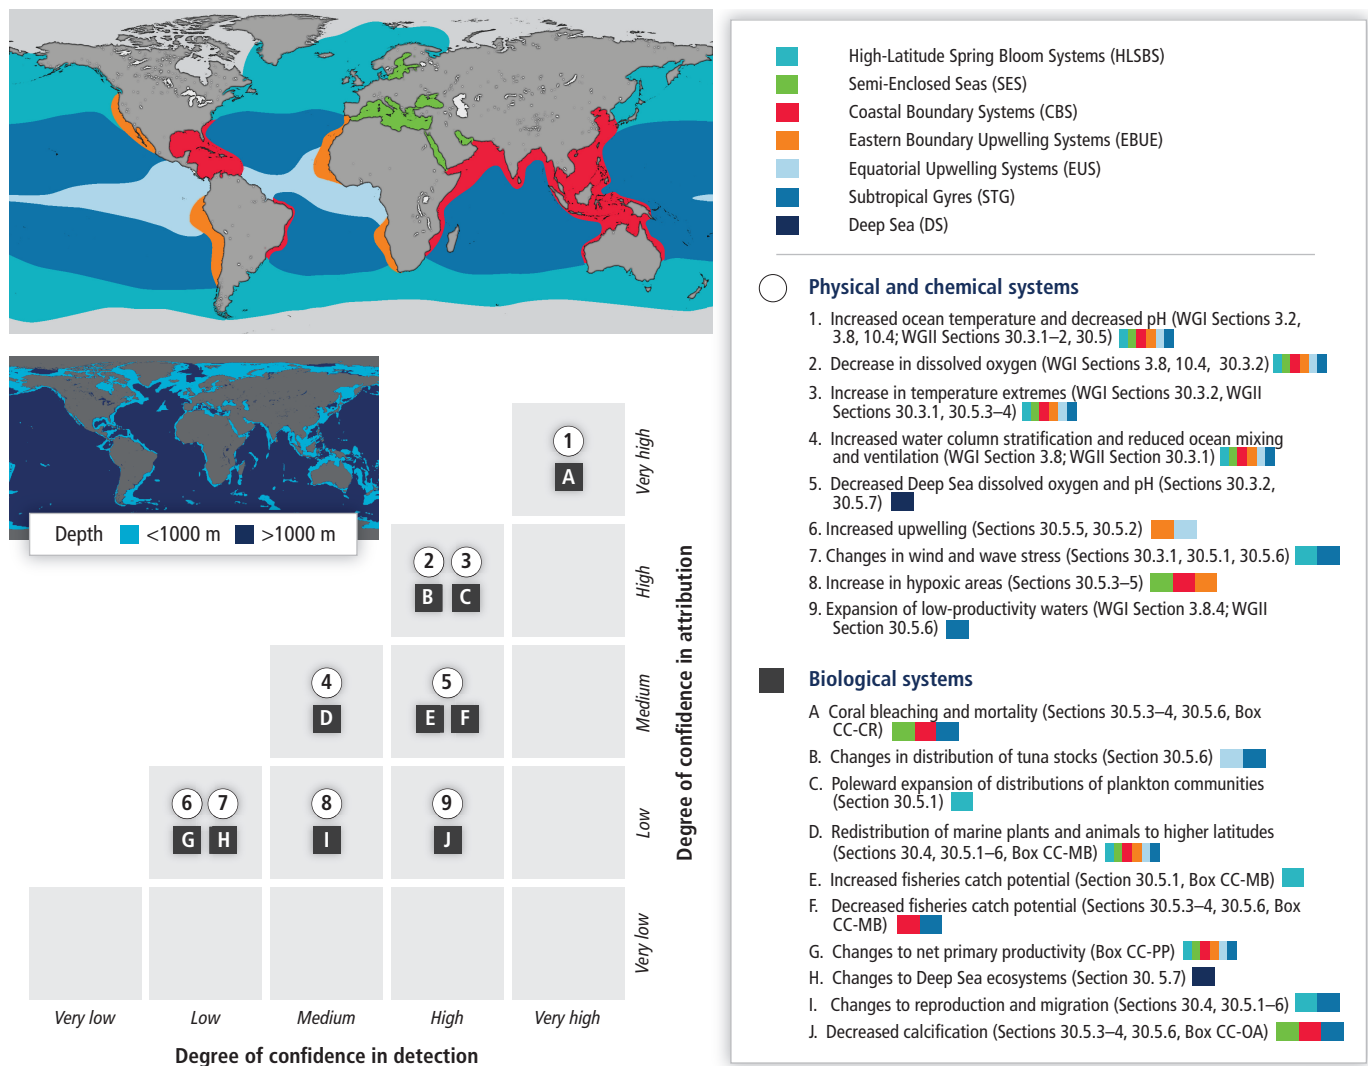 High-Latitude Spring Bloom Systems (HLSBS)
Semi-Enclosed Seas (SES)
Coastal Boundary Systems (CBS)
Eastern Boundary Upwelling Systems (EBUE)
Equatorial Upwelling Systems (EUS)
Subtropical Gyres (STG)
Deep Sea (DS)
Depth <1000 m >1000 m
1
A
Very high
2 3
B C
High
4 5
D E F
Medium
6 7 8 9
G H I J
Low
Very low
Degree of confidence in attribution
Very low Low Medium High Very high
Degree of confidence in detection
Physical and chemical systems
1. Increased ocean temperature and decreased pH (WGI Sections 3.2,
3.8, 10.4; WGII Sections 30.3.1–2, 30.5)
2. Decrease in dissolved oxygen (WGI Sections 3.8, 10.4, 30.3.2)
3. Increase in temperature extremes (WGI Sections 30.3.2, WGII
Sections 30.3.1, 30.5.3–4)
4. Increased water column stratification and reduced ocean mixing
and ventilation (WGI Section 3.8; WGII Section 30.3.1)
5. Decreased Deep Sea dissolved oxygen and pH (Sections 30.3.2,
30.5.7)
6. Increased upwelling (Sections 30.5.5, 30.5.2)
7. Changes in wind and wave stress (Sections 30.3.1, 30.5.1, 30.5.6)
8. Increase in hypoxic areas (Sections 30.5.3–5)
9. Expansion of low-productivity waters (WGI Section 3.8.4; WGII
Section 30.5.6)
Biological systems
A Coral bleaching and mortality (Sections 30.5.3–4, 30.5.6, Box
CC-CR)
B. Changes in distribution of tuna stocks (Section 30.5.6)
C. Poleward expansion of distributions of plankton communities
(Section 30.5.1)
D. Redistribution of marine plants and animals to higher latitudes
(Sections 30.4, 30.5.1–6, Box CC-MB)
E. Increased fisheries catch potential (Section 30.5.1, Box CC-MB)
F. Decreased fisheries catch potential (Sections 30.5.3–4, 30.5.6, Box
CC-MB)
G. Changes to net primary productivity (Box CC-PP)
H. Changes to Deep Sea ecosystems (Section 30. 5.7)
I. Changes to reproduction and migration (Sections 30.4, 30.5.1–6)
J. Decreased calcification (Sections 30.5.3–4, 30.5.6, Box CC-OA)